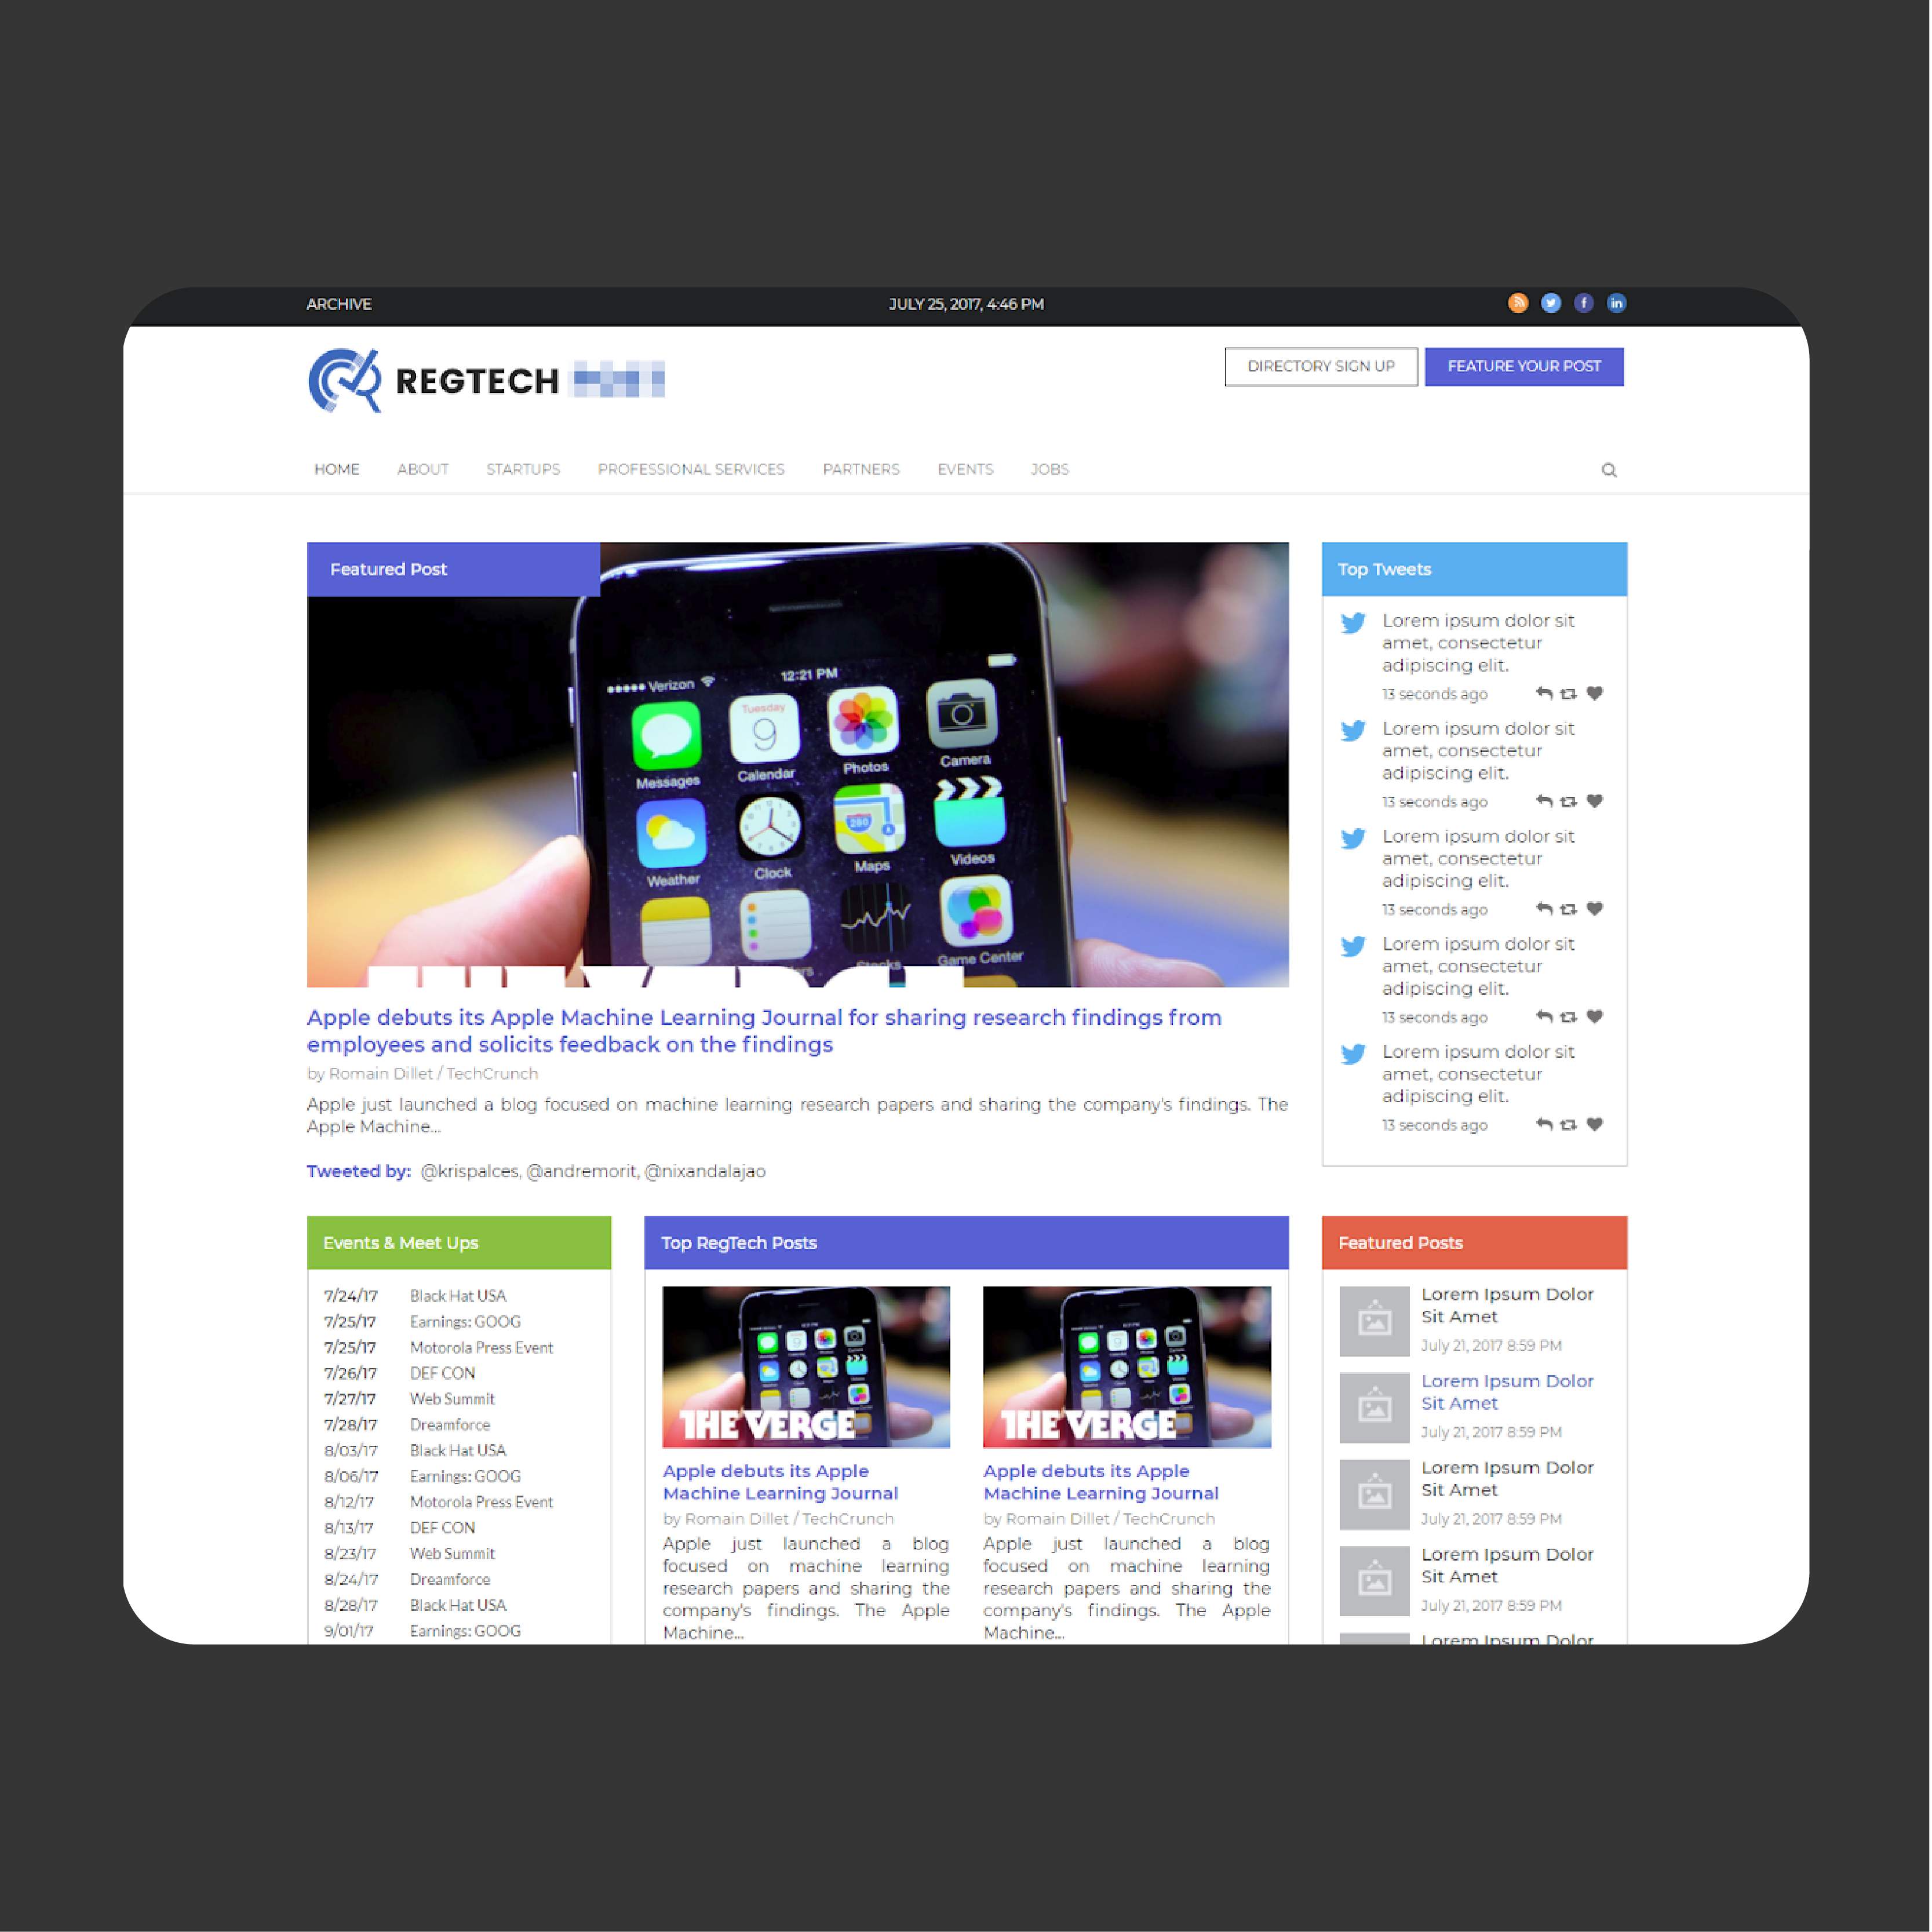 ARCHIVE
JULY 25, 2017, 4:46 PM
REGTECH
DIRECTORY SIGN UP
FEATURE YOUR POST
HOME
ABOUT
STARTUPS
PROFESSIONAL SERVICES
PARTNERS
EVENTS
JOBS
Featured Post
Verizon
12:21 PM
Tuesday
9
Messages
Calendar
Photos
Camera
280
Weather
Clock
Maps
Videos
Stocks
Game Center
Apple debuts its Apple Machine Learning Journal for sharing research findings from
employees and solicits feedback on the findings
by Romain Dillet / TechCrunch
Apple just launched a blog focused on machine learning research papers and sharing the company's findings. The
Apple Machine...
Tweeted by: @krispalces, @andremorit, @nixandalajao
Top Tweets
Lorem ipsum dolor sit
amet, consectetur
adipiscing elit.
13 seconds ago
Lorem ipsum dolor sit
amet, consectetur
adipiscing elit.
13 seconds ago
Lorem ipsum dolor sit
amet, consectetur
adipiscing elit.
13 seconds ago
Lorem ipsum dolor sit
amet, consectetur
adipiscing elit.
13 seconds ago
Lorem ipsum dolor sit
amet, consectetur
adipiscing elit.
13 seconds ago
Events & Meet Ups
7/24/17 Black Hat USA
7/25/17 Earnings: GOOG
7/25/17 Motorola Press Event
7/26/17 DEF CON
7/27/17 Web Summit
7/28/17 Dreamforce
8/03/17 Black Hat USA
8/06/17 Earnings: GOOG
8/12/17 Motorola Press Event
8/13/17 DEF CON
8/23/17 Web Summit
8/24/17 Dreamforce
8/28/17 Black Hat USA
9/01/17 Earnings: GOOG
Top RegTech Posts
THE VERGE
Apple debuts its Apple
Machine Learning Journal
by Romain Dillet / TechCrunch
Apple just launched a blog
focused on machine learning
research papers and sharing the
company's findings. The Apple
Machine...
THE VERGE
Apple debuts its Apple
Machine Learning Journal
by Romain Dillet / TechCrunch
Apple just launched a blog
focused on machine learning
research papers and sharing the
company's findings. The Apple
Machine...
Featured Posts
Lorem Ipsum Dolor
Sit Amet
July 21, 2017 8:59 PM
Lorem Ipsum Dolor
Sit Amet
July 21, 2017 8:59 PM
Lorem Ipsum Dolor
Sit Amet
July 21, 2017 8:59 PM
Lorem Ipsum Dolor
Sit Amet
July 21, 2017 8:59 PM
Lorem Ipsum Dolor